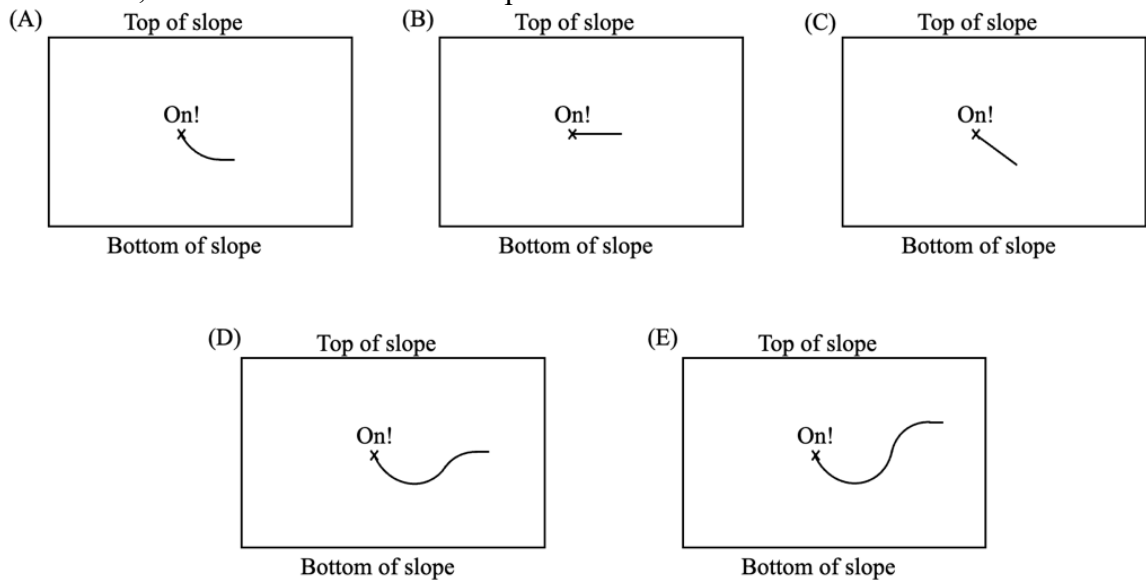 (A) Top of slope (B) Top of slope (C) Top of slope
On! On! On!
Bottom of slope Bottom of slope Bottom of slope
(D) Top of slope (E) Top of slope
On! On!
Bottom of slope Bottom of slope